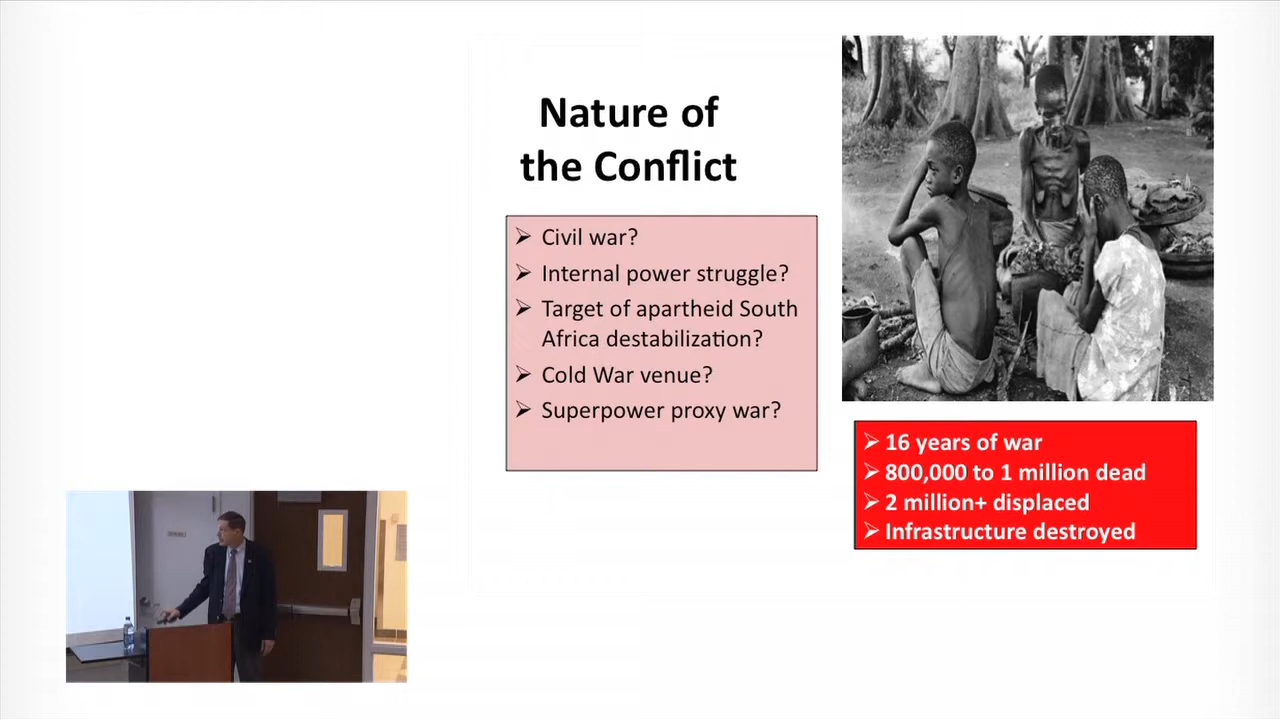 Nature of
the Conflict
➢ Civil war?
➢ Internal power struggle?
➢ Target of apartheid South
Africa destabilization?
➢ Cold War venue?
➢ Superpower proxy war?
➢ 16 years of war
➢ 800,000 to 1 million dead
➢ 2 million+ displaced
➢ Infrastructure destroyed